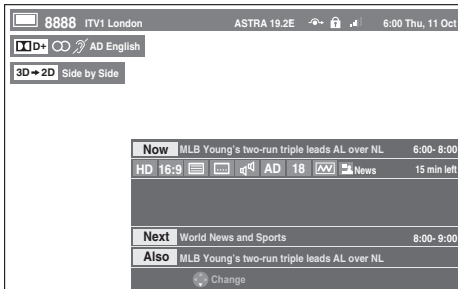 8888 ITV1 London ASTRA 19.2E 6:00 Thu, 11 Oct
D+ AD English
3D→2D Side by Side
Now MLB Young's two-run triple leads AL over NL 6:00- 8:00
HD 16:9 AD 18 News 15 min left
Next World News and Sports 8:00- 9:00
Also MLB Young's two-run triple leads AL over NL
Change